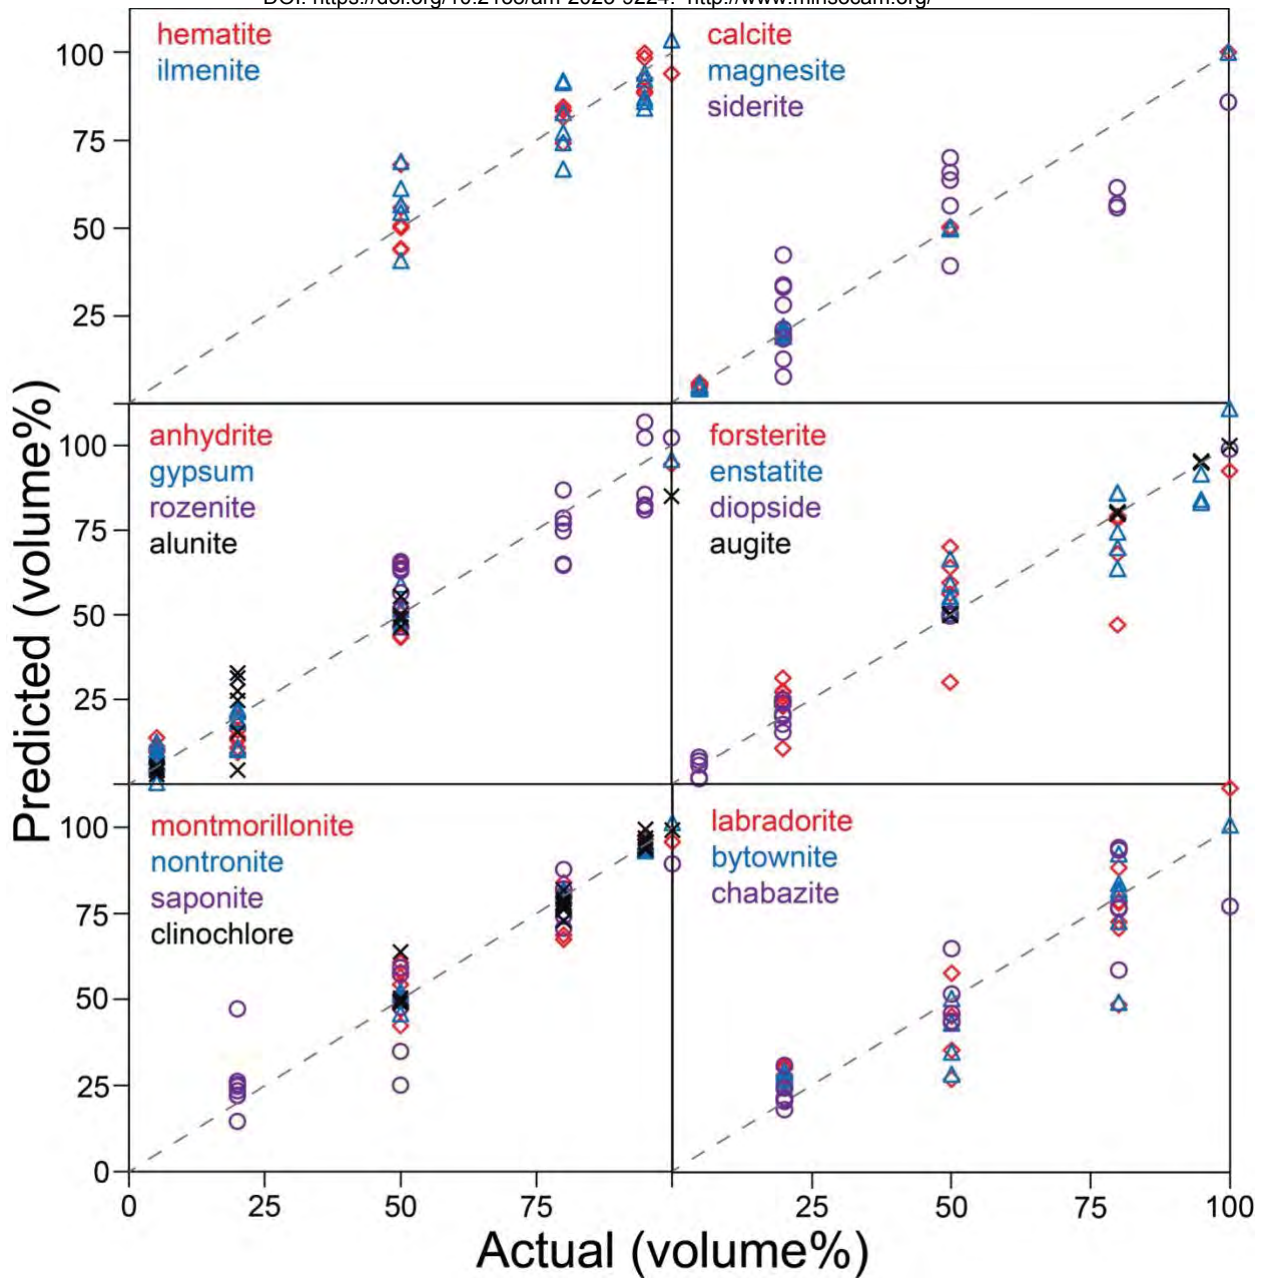 hematite
ilmenite
calcite
magnesite
siderite
100
75
50
25
anhydrite
gypsum
rozenite
alunite
forsterite
enstatite
diopside
augite
100
75
50
25
montmorillonite
nontronite
saponite
clinochlore
labradorite
bytownite
chabazite
100
75
50
25
0
0 25 50 75 25 50 75 100
Predicted (volume%)
Actual (volume%)